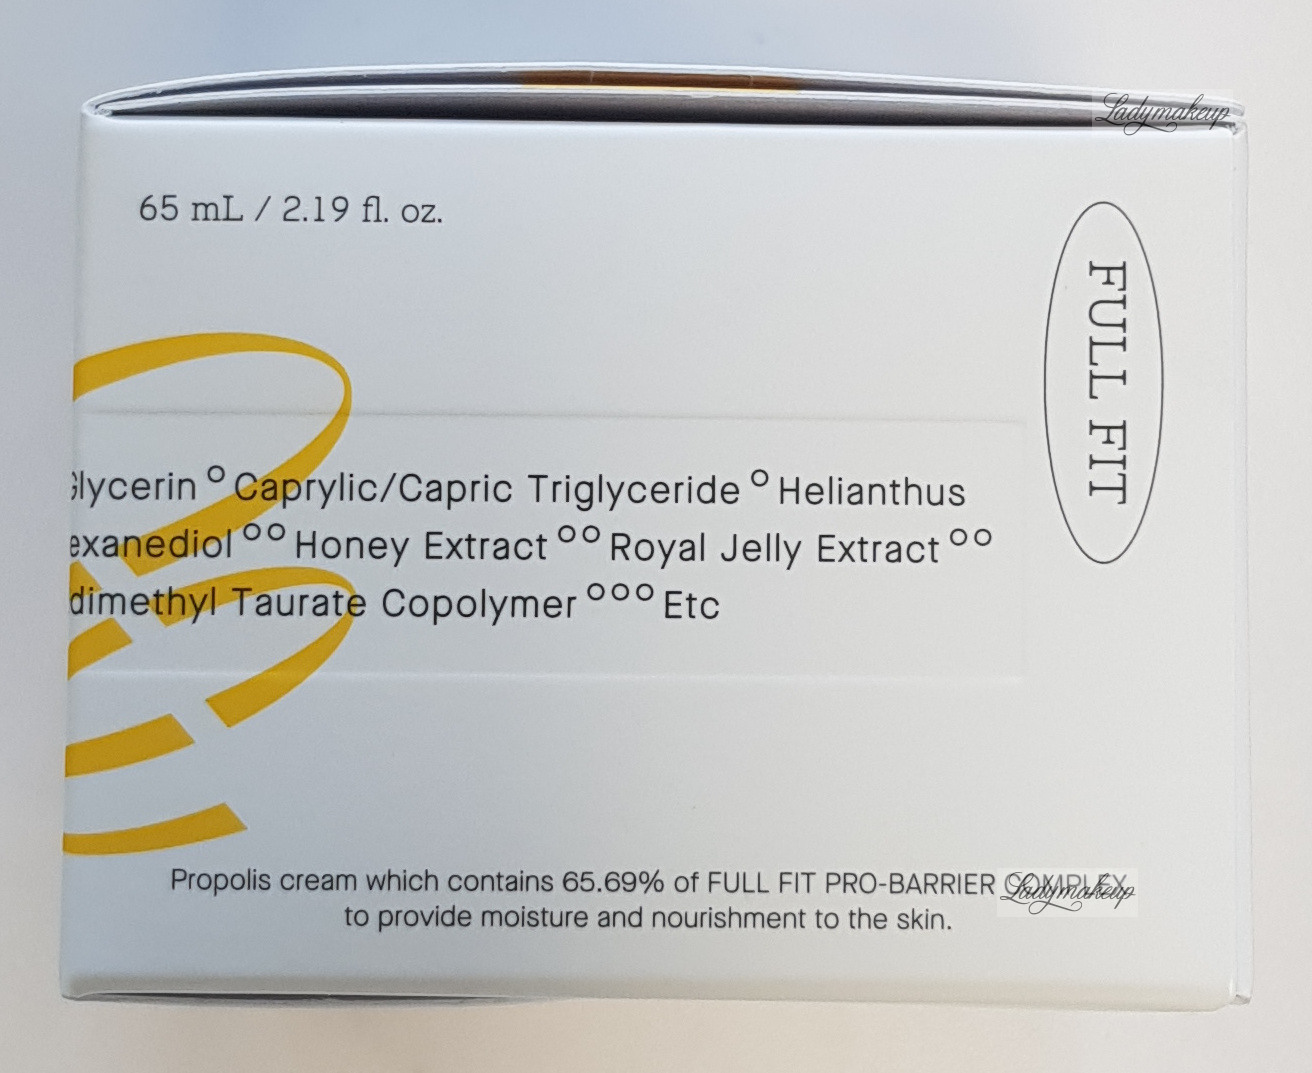 Ladymakeup
65 mL / 2.19 fl. oz.
FULL FIT
Glycerin ° Caprylic/Capric Triglyceride ° Helianthus
exanediol °° Honey Extract °° Royal Jelly Extract °°
dimethyl Taurate Copolymer °°° Etc
Propolis cream which contains 65.69% of FULL FIT PRO-BARRIER COMPLEX
to provide moisture and nourishment to the skin.
Ladymakeup